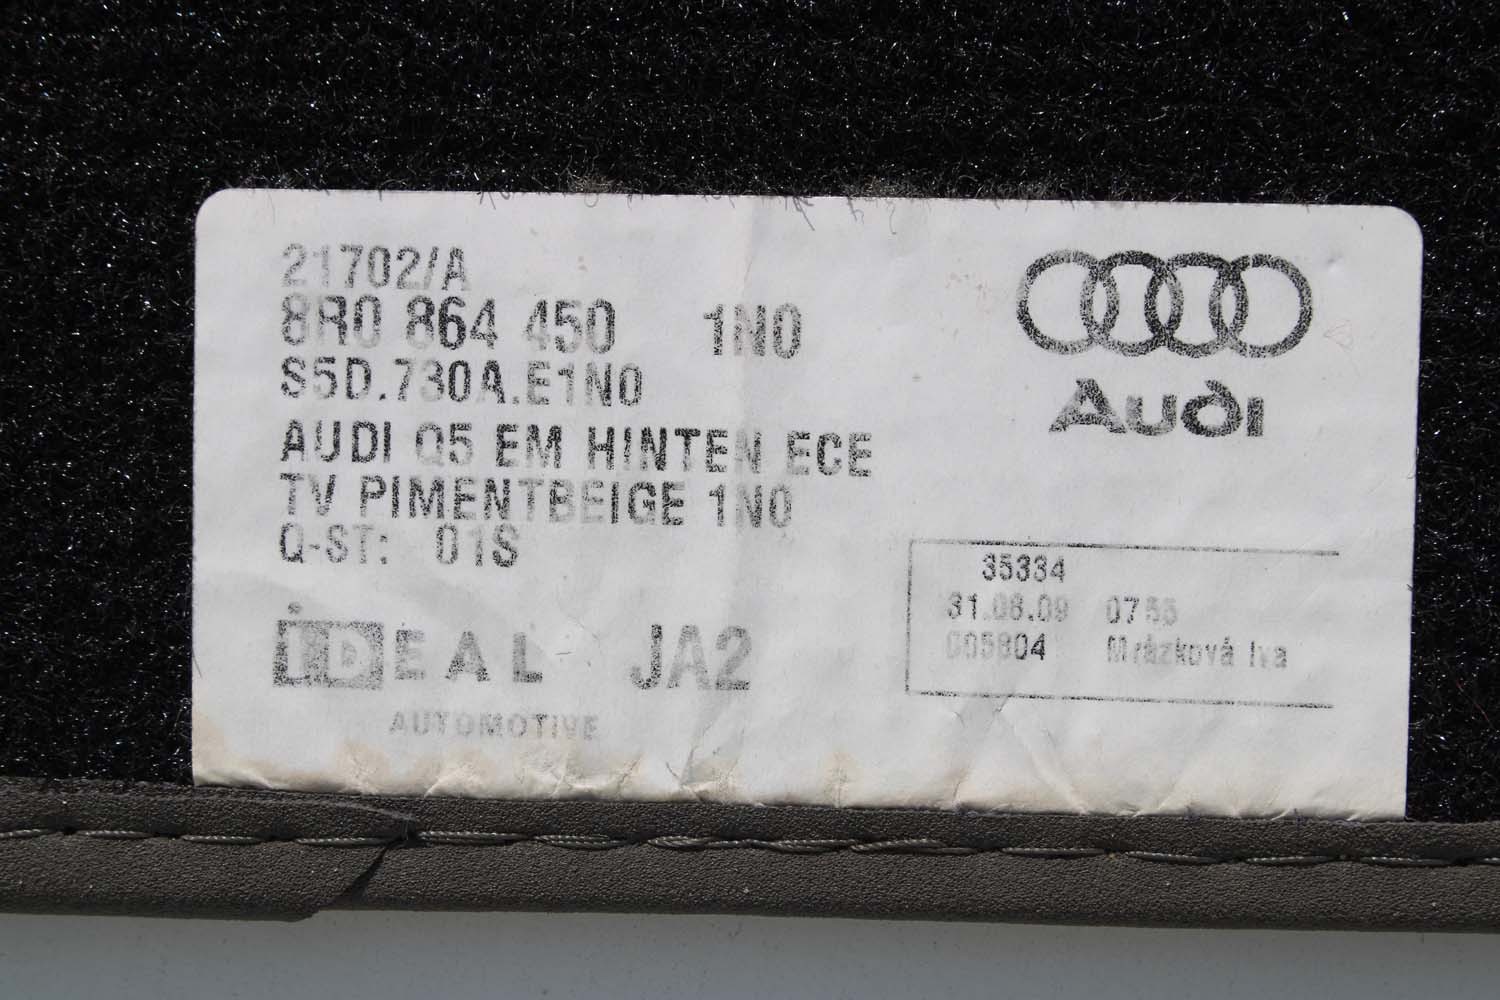 21702/A
8R0 864 450 1N0
S5D.730A.E1N0
AUDI Q5 EM HINTEN ECE
TV PIMENTBEIGE 1N0
Q-ST: 01S
IDEAL JA2
AUTOMOTIVE
Audi
35334
31.08.09 0755
005804 Mrázková Iva